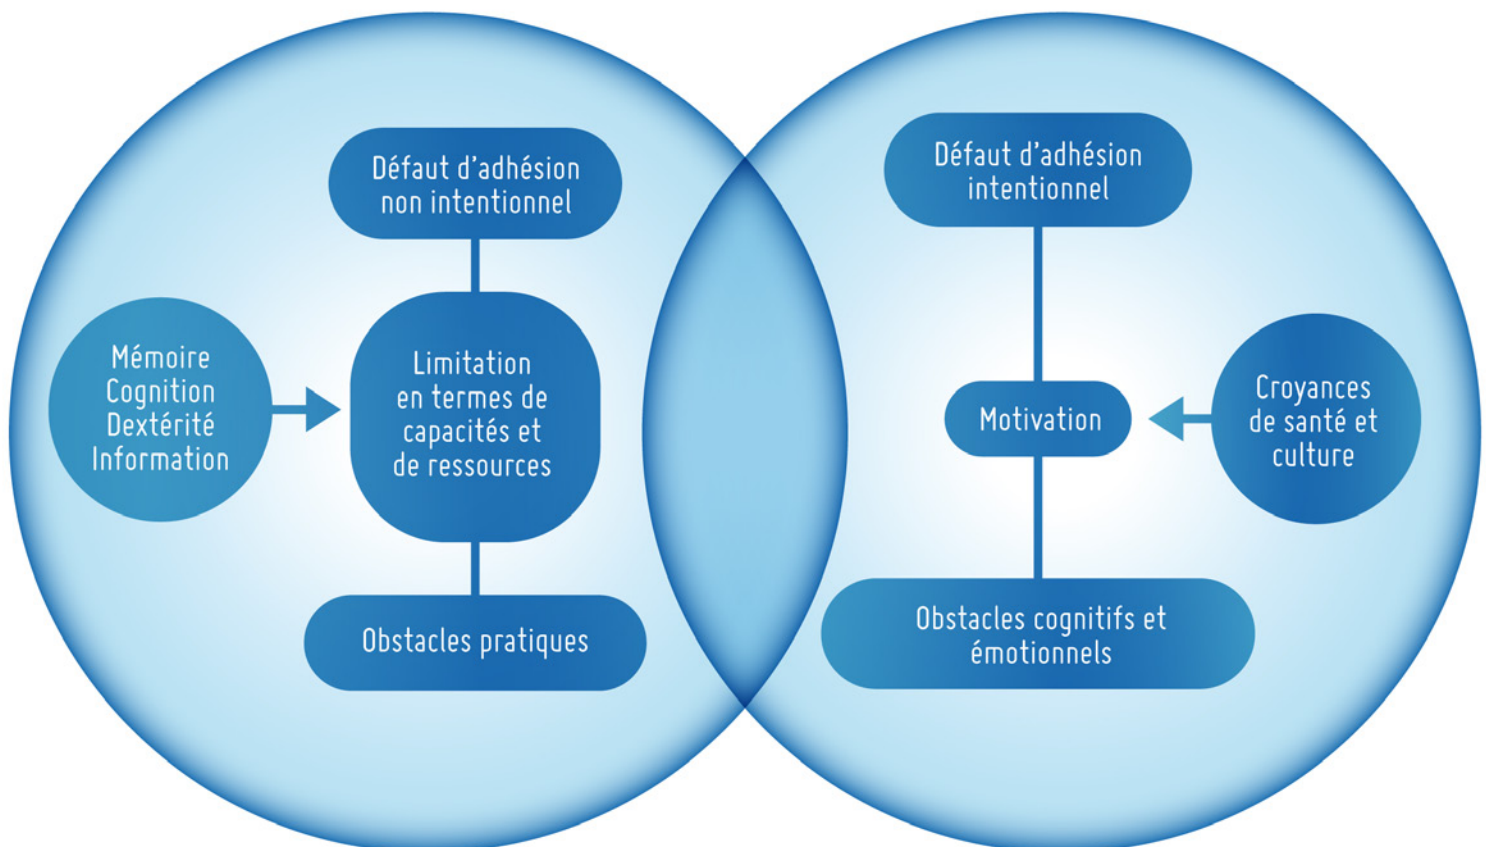 Défaut d'adhésion
non intentionnel
Mémoire
Cognition
Dextérité
Information
Limitation
en termes de
capacités et
de ressources
Obstacles pratiques
Défaut d'adhésion
intentionnel
Motivation
Croyances
de santé et
culture
Obstacles cognitifs et
émotionnels